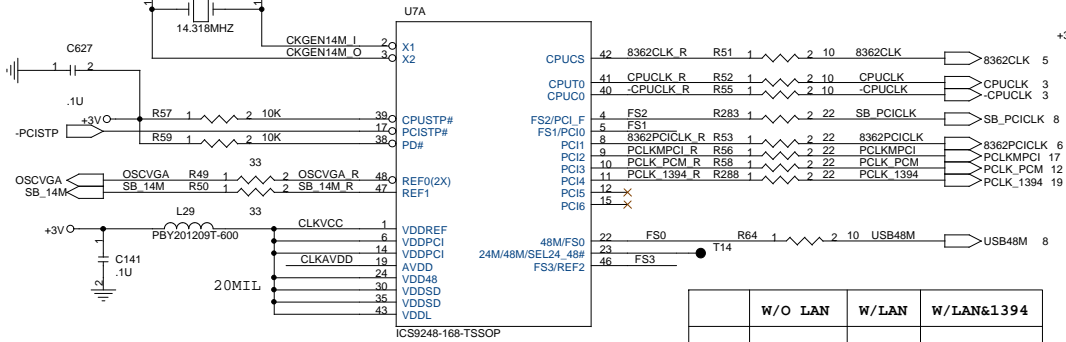 U7A
1
1
14.318MHZ
CKGEN14M_I 2 X1
CKGEN14M_O 3 X2
C627
1 2
.1U
+3V R57 1 2 10K 39 CPUSTP#
-PCISTP 17 PCISTP#
R59 1 2 10K 38 PD#
33
OSCVGA OSCVGA R49 1 2 OSCVGA_R 48 REF0(2X)
SB_14M SB_14M R50 1 2 SB_14M_R 47 REF1
33
+3V L29 CLKVCC 1 VDDREF
PBY201209T-600 6 VDDPCI
14 VDDPCI
CLKAVDD 19 AVDD
1 C141 .1U 2
20MIL
24 VDD48
30 VDDSD
35 VDDSD
43 VDDL
ICS9248-168-TSSOP
+3
CPUCS 42 8362CLK_R R51 1 2 10 8362CLK 8362CLK 5
CPUT0 41 CPUCLK_R R52 1 2 10 CPUCLK CPUCLK 3
CPUC0 40 -CPUCLK_R R55 1 2 10 -CPUCLK -CPUCLK 3
FS2/PCI_F 4 FS2 R283 1 2 22 SB_PCICLK SB_PCICLK 8
FS1/PCI0 5 FS1
PCI1 8 8362PCICLK_R R53 1 2 22 8362PCICLK 8362PCICLK 6
PCI2 9 PCLKMPCI_R R56 1 2 22 PCLKMPCI PCLKMPCI 17
PCI3 10 PCLK_PCM_R R58 1 2 22 PCLK_PCM PCLK_PCM 12
PCI4 11 PCLK_1394_R R288 1 2 22 PCLK_1394 PCLK_1394 19
PCI5 12
PCI6 15
48M/FS0 22 FS0 R64 1 2 10 USB48M USB48M 8
24M/48M/SEL24_48# 23 T14
FS3/REF2 46 FS3
W/O LAN W/LAN W/LAN&1394